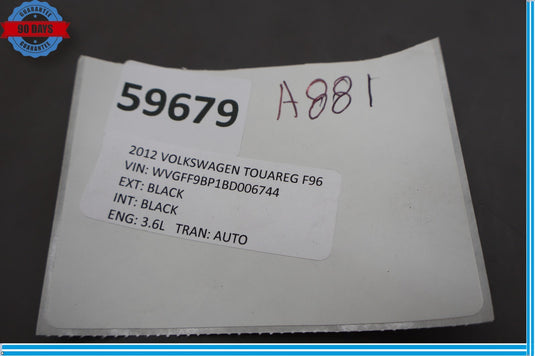 GUARANTEE
90 DAYS
GUARANTEE
59679
A881
2012 VOLKSWAGEN TOUAREG F96
VIN: WVGFF9BP1BD006744
EXT: BLACK
INT: BLACK
ENG: 3.6L TRAN: AUTO